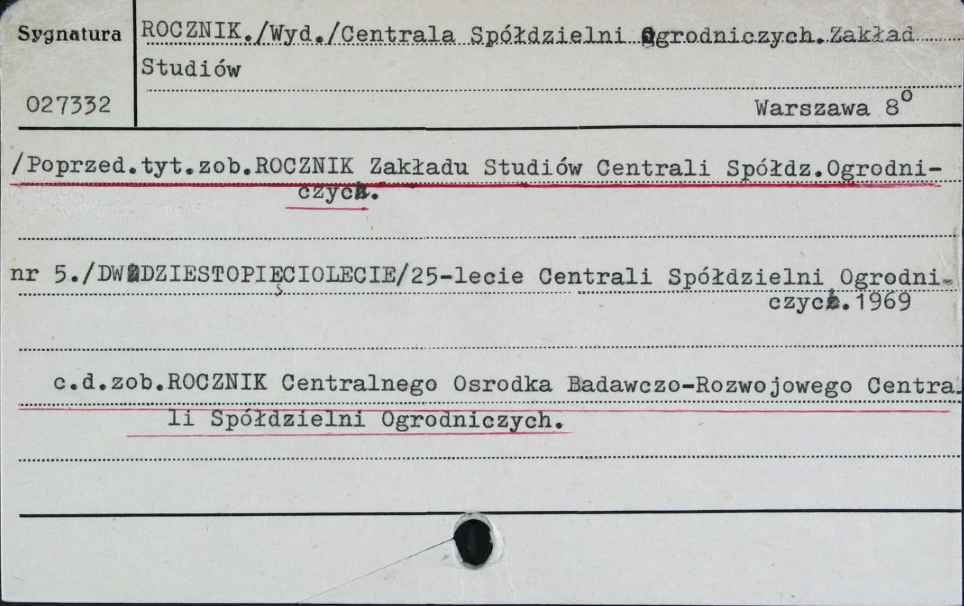 Sygnatura
ROCZNIK./Wyd./Centrala Spółdzielni Ogrodniczych.Zakład
Studiów
027332
Warszawa 8°
/Poprzed.tyt.zob.ROCZNIK Zakładu Studiów Centrali Spółdz.Ogrodni-
czych.
nr 5./DWADZIESTOPIĘCIOLECIE/25-lecie Centrali Spółdzielni Ogrodni-
czych.1969
c.d.zob.ROCZNIK Centralnego Osrodka Badawczo-Rozwojowego Centra-
li Spółdzielni Ogrodniczych.